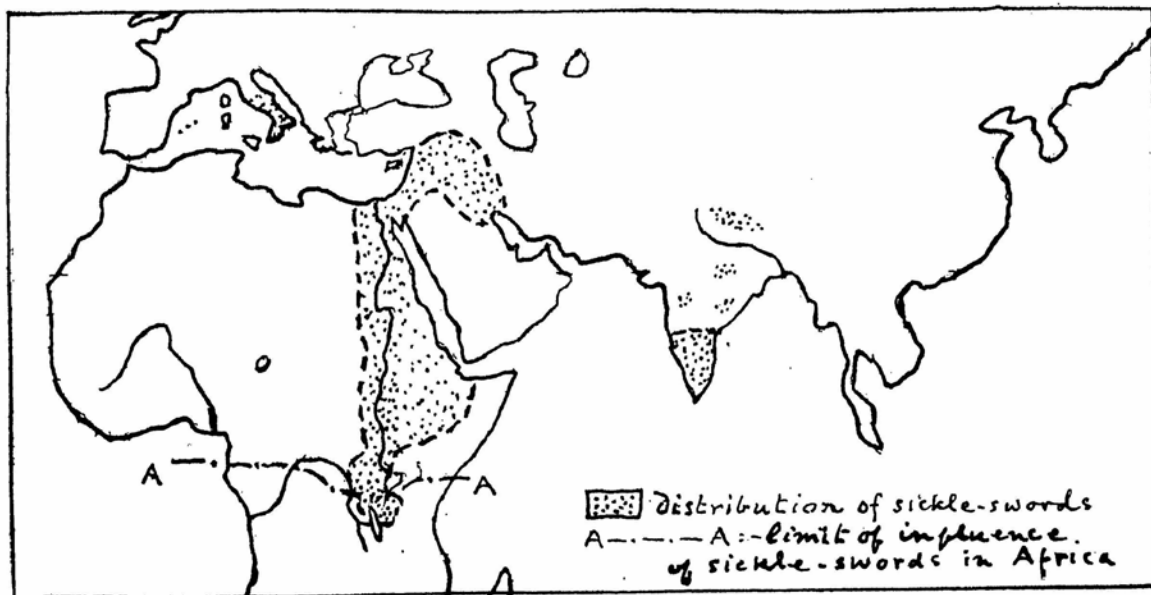 A A
distribution of sickle-swords
A—·—·— A :- limit of influence.
of sickle-swords in Africa